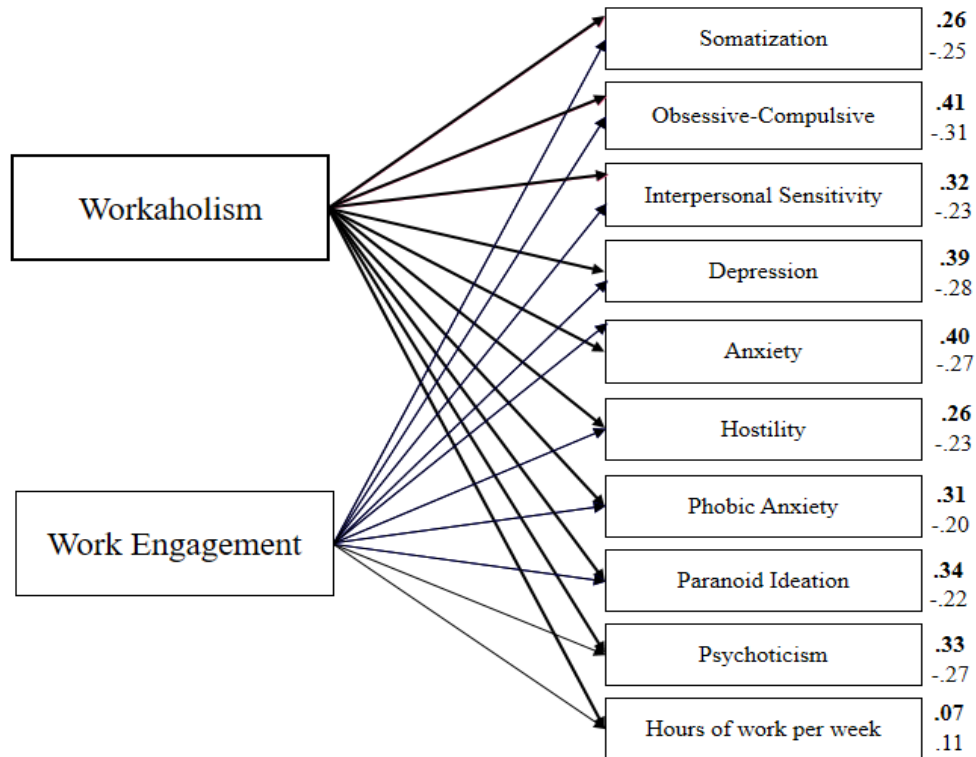 Somatization
.26
-.25
Obsessive-Compulsive
.41
-.31
Workaholism
Interpersonal Sensitivity
.32
-.23
Depression
.39
-.28
Anxiety
.40
-.27
Hostility
.26
-.23
Phobic Anxiety
.31
-.20
Work Engagement
Paranoid Ideation
.34
-.22
Psychoticism
.33
-.27
Hours of work per week
.07
.11